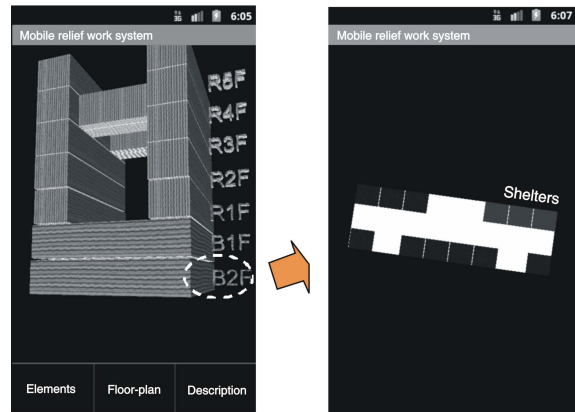 3G 6:05
Mobile relief work system
R5F
R4F
R3F
R2F
R1F
B1F
B2F
Elements Floor-plan Description
3G 6:07
Mobile relief work system
Shelters